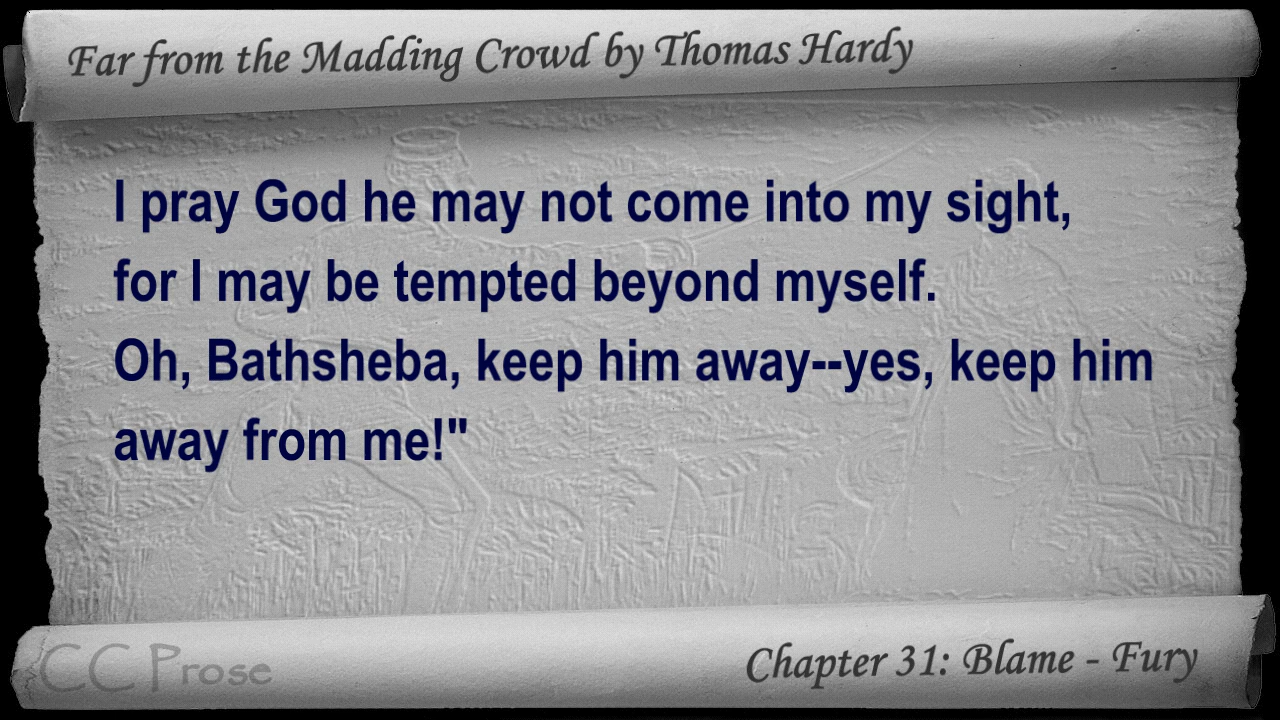 Far from the Madding Crowd by Thomas Hardy
I pray God he may not come into my sight,
for I may be tempted beyond myself.
Oh, Bathsheba, keep him away--yes, keep him
away from me!"
CC Prose
Chapter 31: Blame - Fury